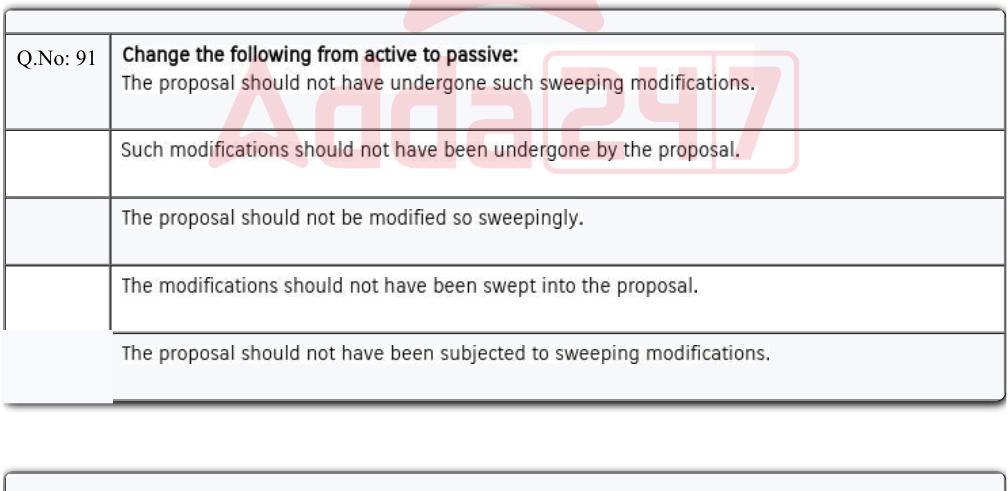 Q.No: 91
Change the following from active to passive:
The proposal should not have undergone such sweeping modifications.
Such modifications should not have been undergone by the proposal.
The proposal should not be modified so sweepingly.
The modifications should not have been swept into the proposal.
The proposal should not have been subjected to sweeping modifications.
Adda247